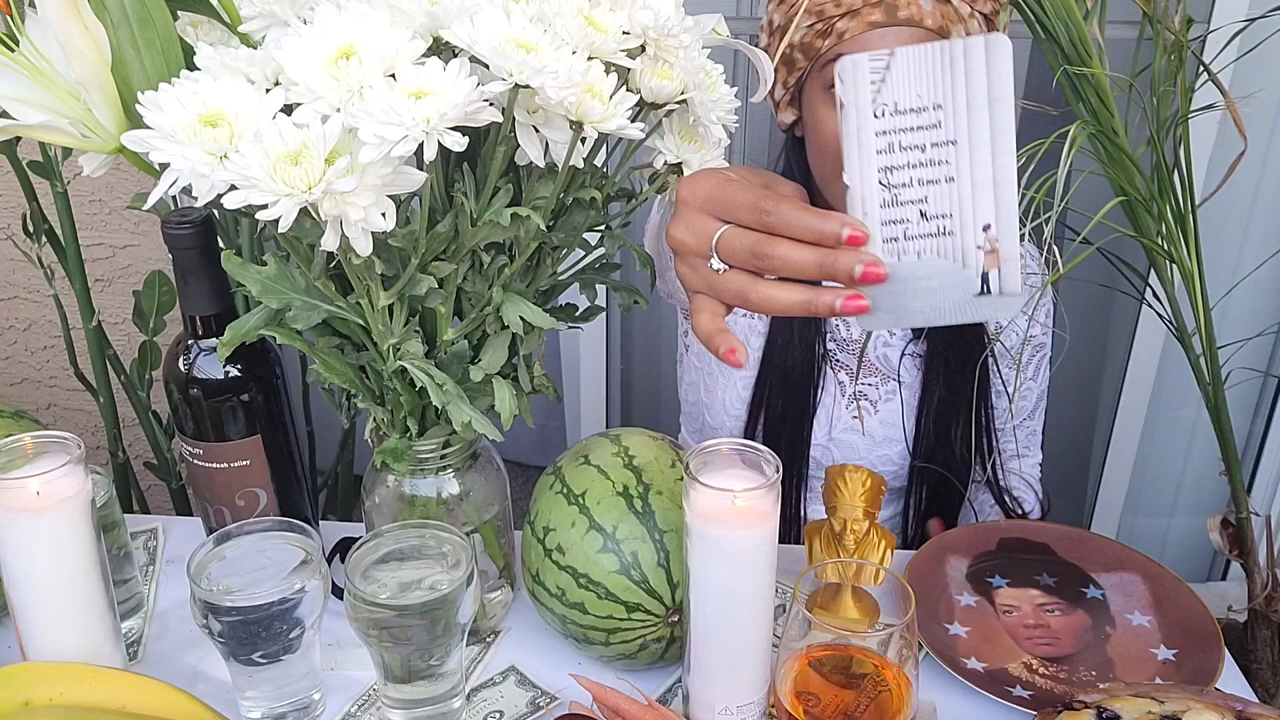 A change in
environment
will bring more
opportunities.
Spend time in
different
areas. Moves
are favorable.
shenandoah valley